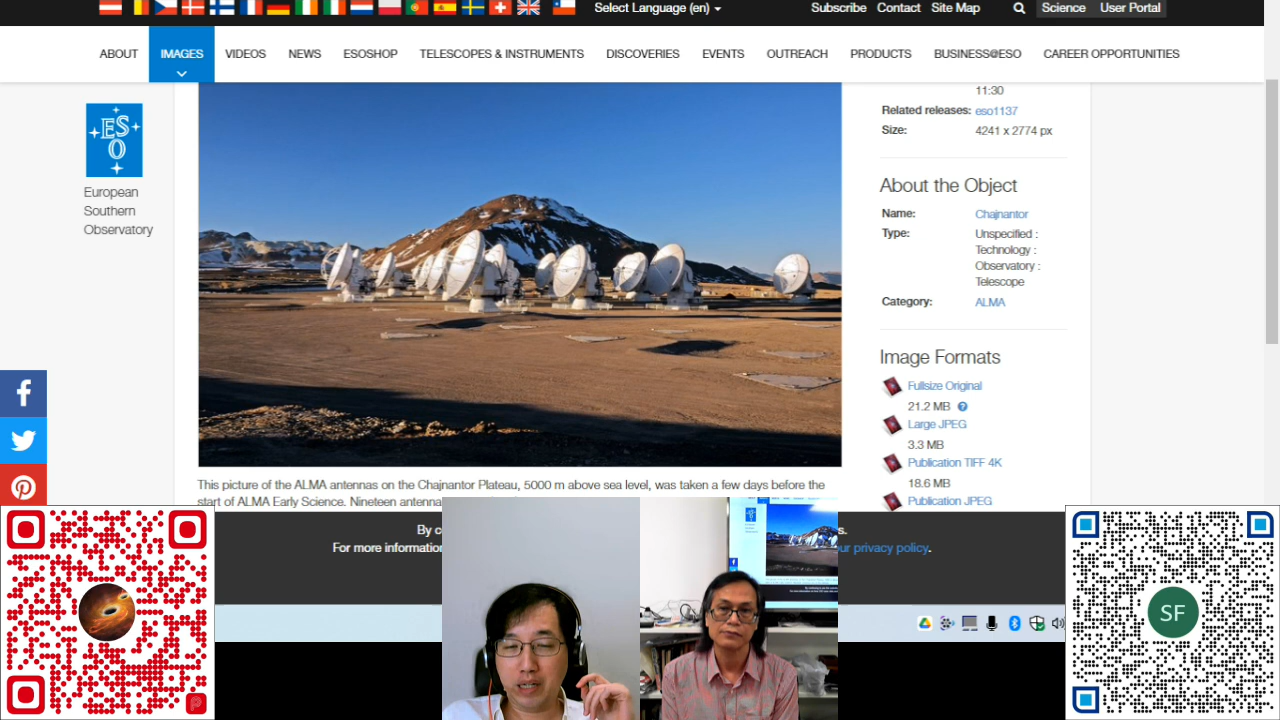 Select Language (en)
Subscribe Contact Site Map Science User Portal
ABOUT IMAGES VIDEOS NEWS ESOSHOP TELESCOPES & INSTRUMENTS DISCOVERIES EVENTS OUTREACH PRODUCTS BUSINESS@ESO CAREER OPPORTUNITIES
ESO
European
Southern
Observatory
11:30
Related releases: eso1137
Size: 4241 x 2774 px
About the Object
Name: Chajnantor
Type: Unspecified :
Technology :
Observatory :
Telescope
Category: ALMA
Image Formats
Fullsize Original
21.2 MB
Large JPEG
3.3 MB
Publication TIFF 4K
18.6 MB
Publication JPEG
This picture of the ALMA antennas on the Chajnantor Plateau, 5000 m above sea level, was taken a few days before the
start of ALMA Early Science. Nineteen
By
For more
privacy policy.
SF